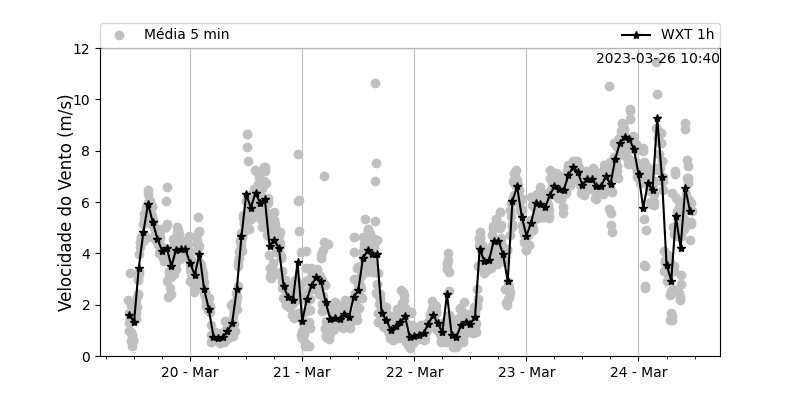 Média 5 min
WXT 1h
2023-03-26 10:40
Velocidade do Vento (m/s)
12
10
8
6
4
2
0
20 - Mar
21 - Mar
22 - Mar
23 - Mar
24 - Mar